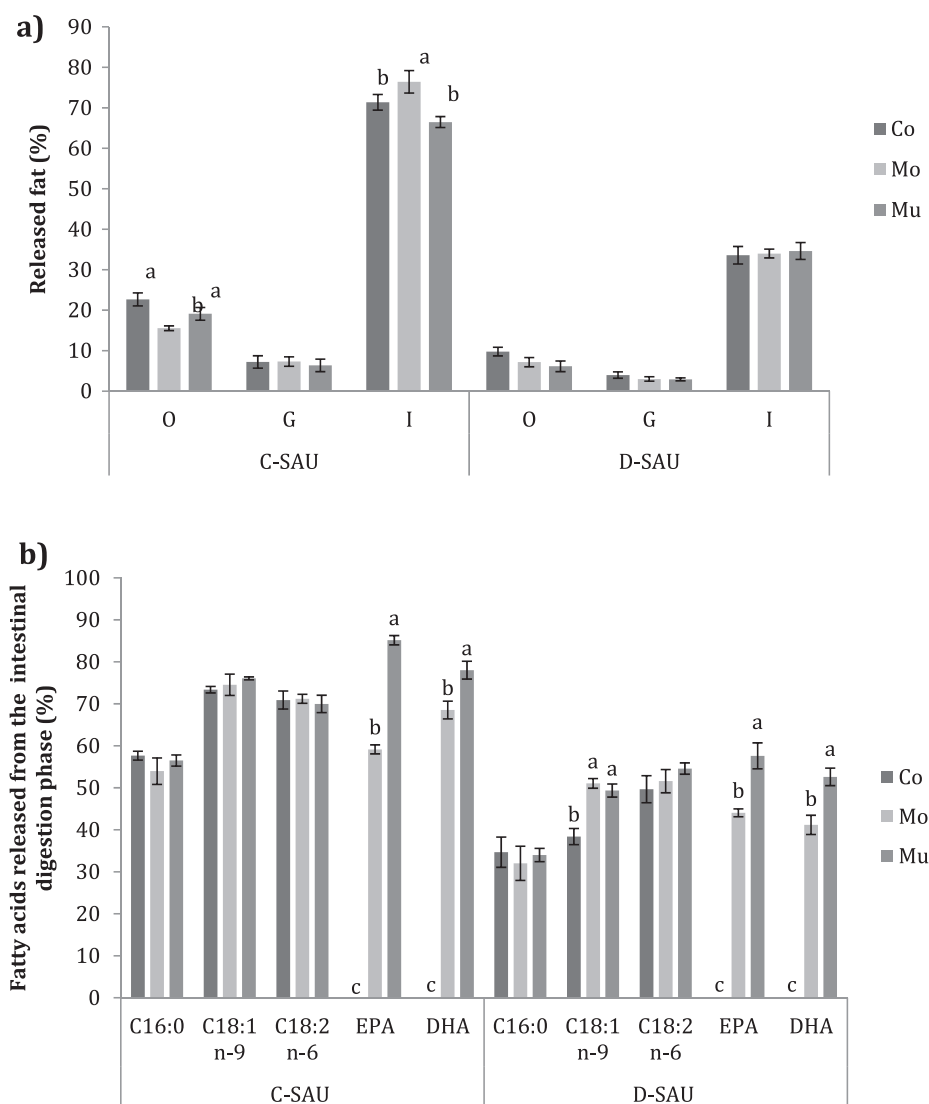 a)
Released fat (%)
90
80
70
60
50
40
30
20
10
0
a
b
a
b
a
b
O
G
I
O
G
I
C-SAU
D-SAU
Co
Mo
Mu
b)
Fatty acids released from the intestinal
digestion phase (%)
100
90
80
70
60
50
40
30
20
10
0
c
b
a
c
b
a
b
a
a
c
b
a
c
b
a
C16:0
C18:1
n-9
C18:2
n-6
EPA
DHA
C16:0
C18:1
n-9
C18:2
n-6
EPA
DHA
C-SAU
D-SAU
Co
Mo
Mu